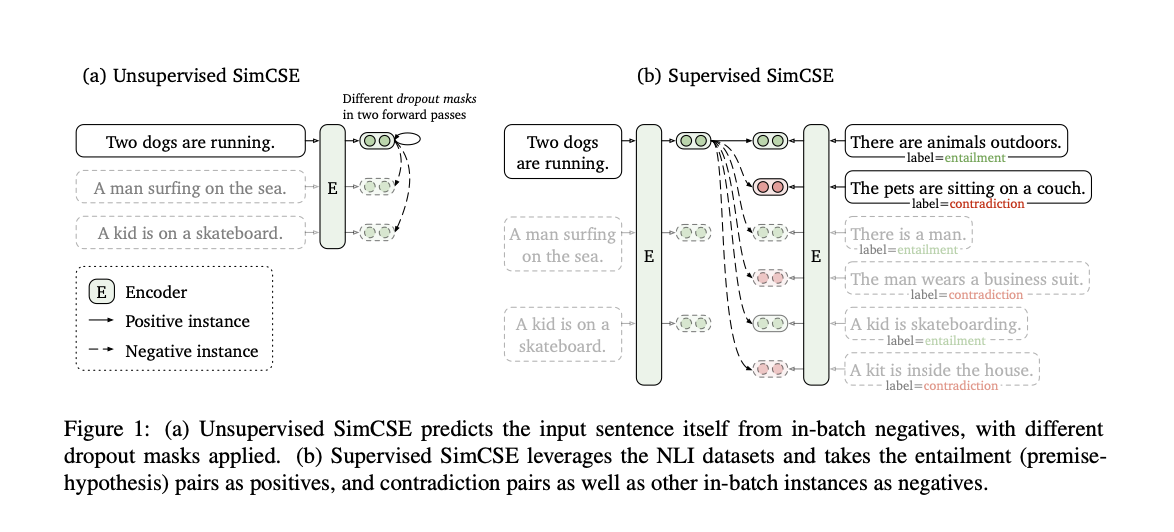 (a) Unsupervised SimCSE
Different dropout masks
in two forward passes
Two dogs are running.
A man surfing on the sea.
A kid is on a skateboard.
E
E Encoder
Positive instance
Negative instance
(b) Supervised SimCSE
Two dogs
are running.
A man surfing
on the sea.
A kid is on a
skateboard.
E
E
There are animals outdoors.
label=entailment
The pets are sitting on a couch.
label=contradiction
There is a man.
label=entailment
The man wears a business suit.
label=contradiction
A kid is skateboarding.
label=entailment
A kit is inside the house.
label=contradiction
Figure 1: (a) Unsupervised SimCSE predicts the input sentence itself from in-batch negatives, with different
dropout masks applied. (b) Supervised SimCSE leverages the NLI datasets and takes the entailment (premise-
hypothesis) pairs as positives, and contradiction pairs as well as other in-batch instances as negatives.